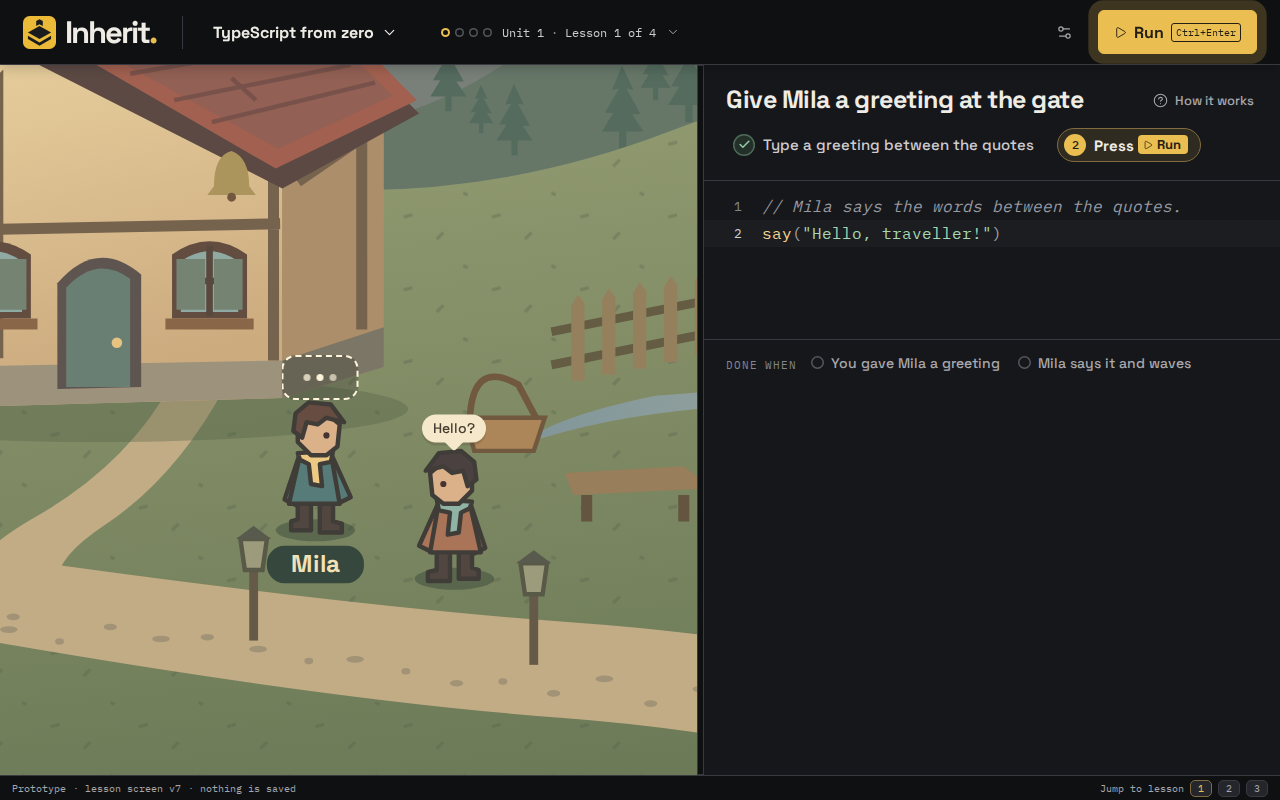 Inherit.
TypeScript from zero
Unit 1 · Lesson 1 of 4
Run Ctrl+Enter
Give Mila a greeting at the gate
How it works
Type a greeting between the quotes
2 Press Run
1 // Mila says the words between the quotes.
2 say("Hello, traveller!")
DONE WHEN You gave Mila a greeting Mila says it and waves
Hello?
Mila
Prototype · lesson screen v7 · nothing is saved
Jump to lesson 1 2 3